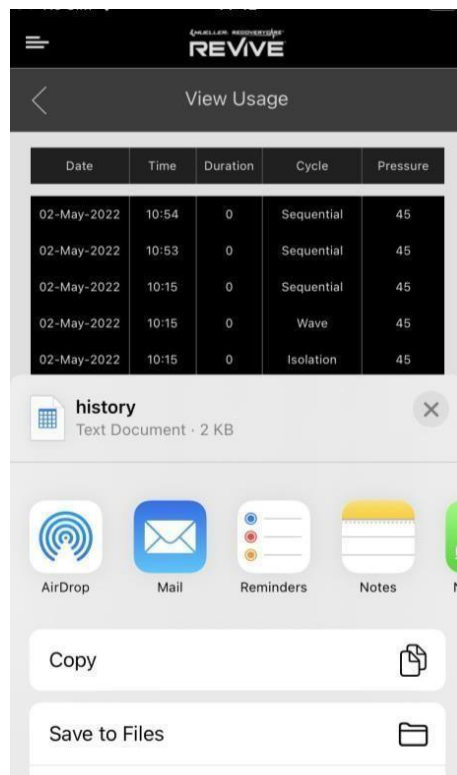 MUELLER RECOVERYCARE
REVIVE
View Usage
Date Time Duration Cycle Pressure
02-May-2022 10:54 0 Sequential 45
02-May-2022 10:53 0 Sequential 45
02-May-2022 10:15 0 Sequential 45
02-May-2022 10:15 0 Wave 45
02-May-2022 10:15 0 Isolation 45
history
Text Document · 2 KB
AirDrop Mail Reminders Notes
Copy
Save to Files